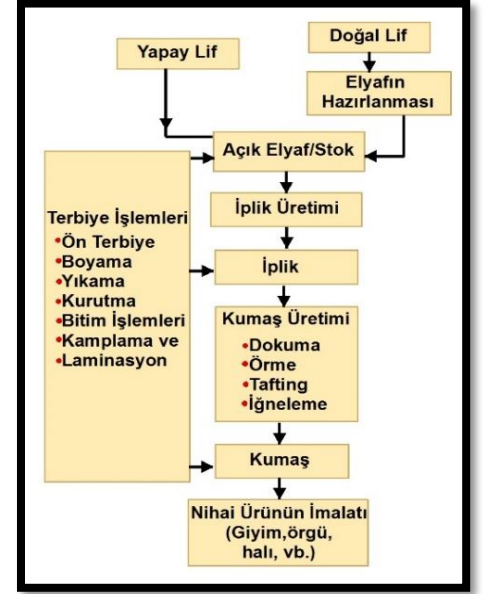 Doğal Lif
Yapay Lif
Elyafın
Hazırlanması
Açık Elyaf/Stok
İplik Üretimi
Terbiye İşlemleri
•Ön Terbiye
•Boyama
•Yıkama
•Kurutma
•Bitim İşlemleri
•Kamplama ve
•Laminasyon
İplik
Kumaş Üretimi
•Dokuma
•Örme
•Tafting
•İğneleme
Kumaş
Nihai Ürünün İmalatı
(Giyim,örgü,
halı, vb.)